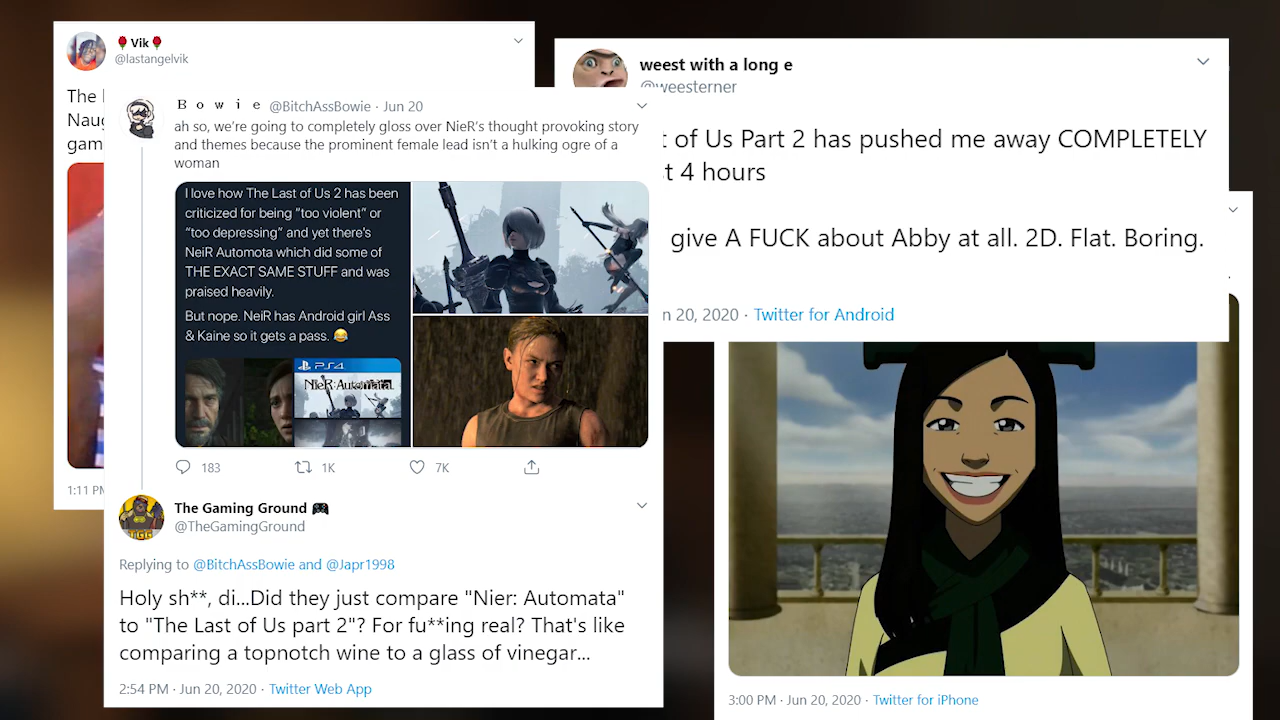 🌹Vik🌹
@lastangelvik
The
Naug
gam
1:11 PM
Bowie @BitchAssBowie · Jun 20
ah so, we're going to completely gloss over NieR's thought provoking story
and themes because the prominent female lead isn't a hulking ogre of a
woman
I love how The Last of Us 2 has been
criticized for being "too violent" or
"too depressing" and yet there's
NeiR Automota which did some of
THE EXACT SAME STUFF and was
praised heavily.
But nope. NeiR has Android girl Ass
& Kaine so it gets a pass. 😂
PS4
NieR:Automata
183
1K
7K
The Gaming Ground 🎮
@TheGamingGround
Replying to @BitchAssBowie and @Japr1998
Holy sh**, di...Did they just compare "Nier: Automata"
to "The Last of Us part 2"? For fu**ing real? That's like
comparing a topnotch wine to a glass of vinegar...
2:54 PM · Jun 20, 2020 · Twitter Web App
weest with a long e
@weesterner
t of Us Part 2 has pushed me away COMPLETELY
t 4 hours
give A FUCK about Abby at all. 2D. Flat. Boring.
n 20, 2020 · Twitter for Android
3:00 PM · Jun 20, 2020 · Twitter for iPhone